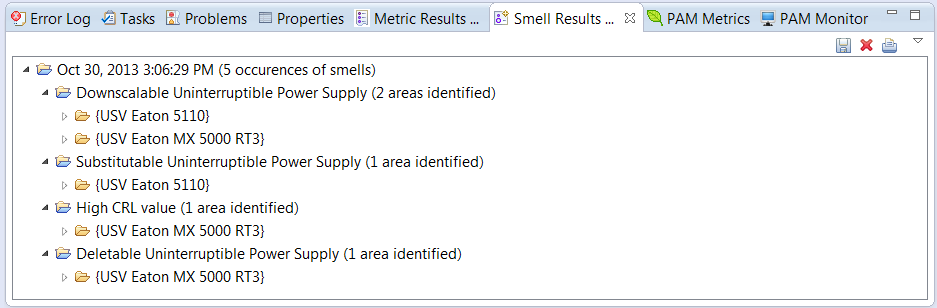 Error Log Tasks Problems Properties Metric Results ... Smell Results ... PAM Metrics PAM Monitor
Oct 30, 2013 3:06:29 PM (5 occurences of smells)
Downscalable Uninterruptible Power Supply (2 areas identified)
{USV Eaton 5110}
{USV Eaton MX 5000 RT3}
Substitutable Uninterruptible Power Supply (1 area identified)
{USV Eaton 5110}
High CRL value (1 area identified)
{USV Eaton MX 5000 RT3}
Deletable Uninterruptible Power Supply (1 area identified)
{USV Eaton MX 5000 RT3}